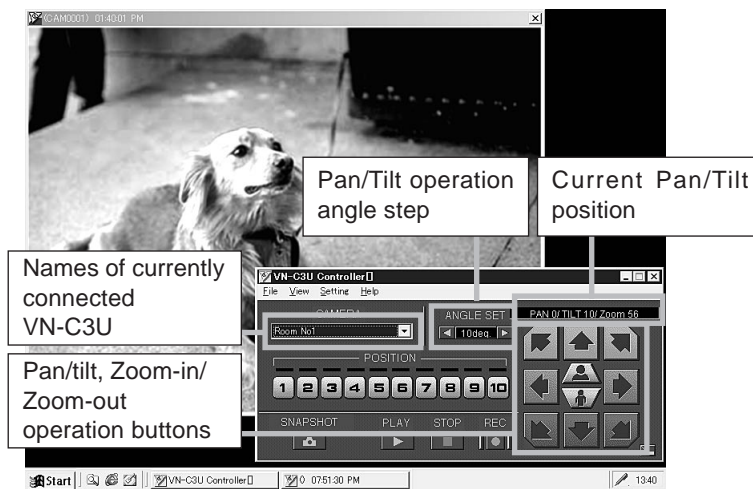 (CAM0001) 01:40:01 PM
Pan/Tilt operation
angle step
Current Pan/Tilt
position
Names of currently
connected
VN-C3U
Pan/tilt, Zoom-in/
Zoom-out
operation buttons
VN-C3U Controller[]
File View Setting Help
CAMERA
ANGLE SET
PAN 0/ TILT 10/ Zoom 56
Room No1
10deg.
POSITION
1 2 3 4 5 6 7 8 9 10
SNAPSHOT PLAY STOP REC
Start
VN-C3U Controller[]
0 07:51:30 PM
13:40